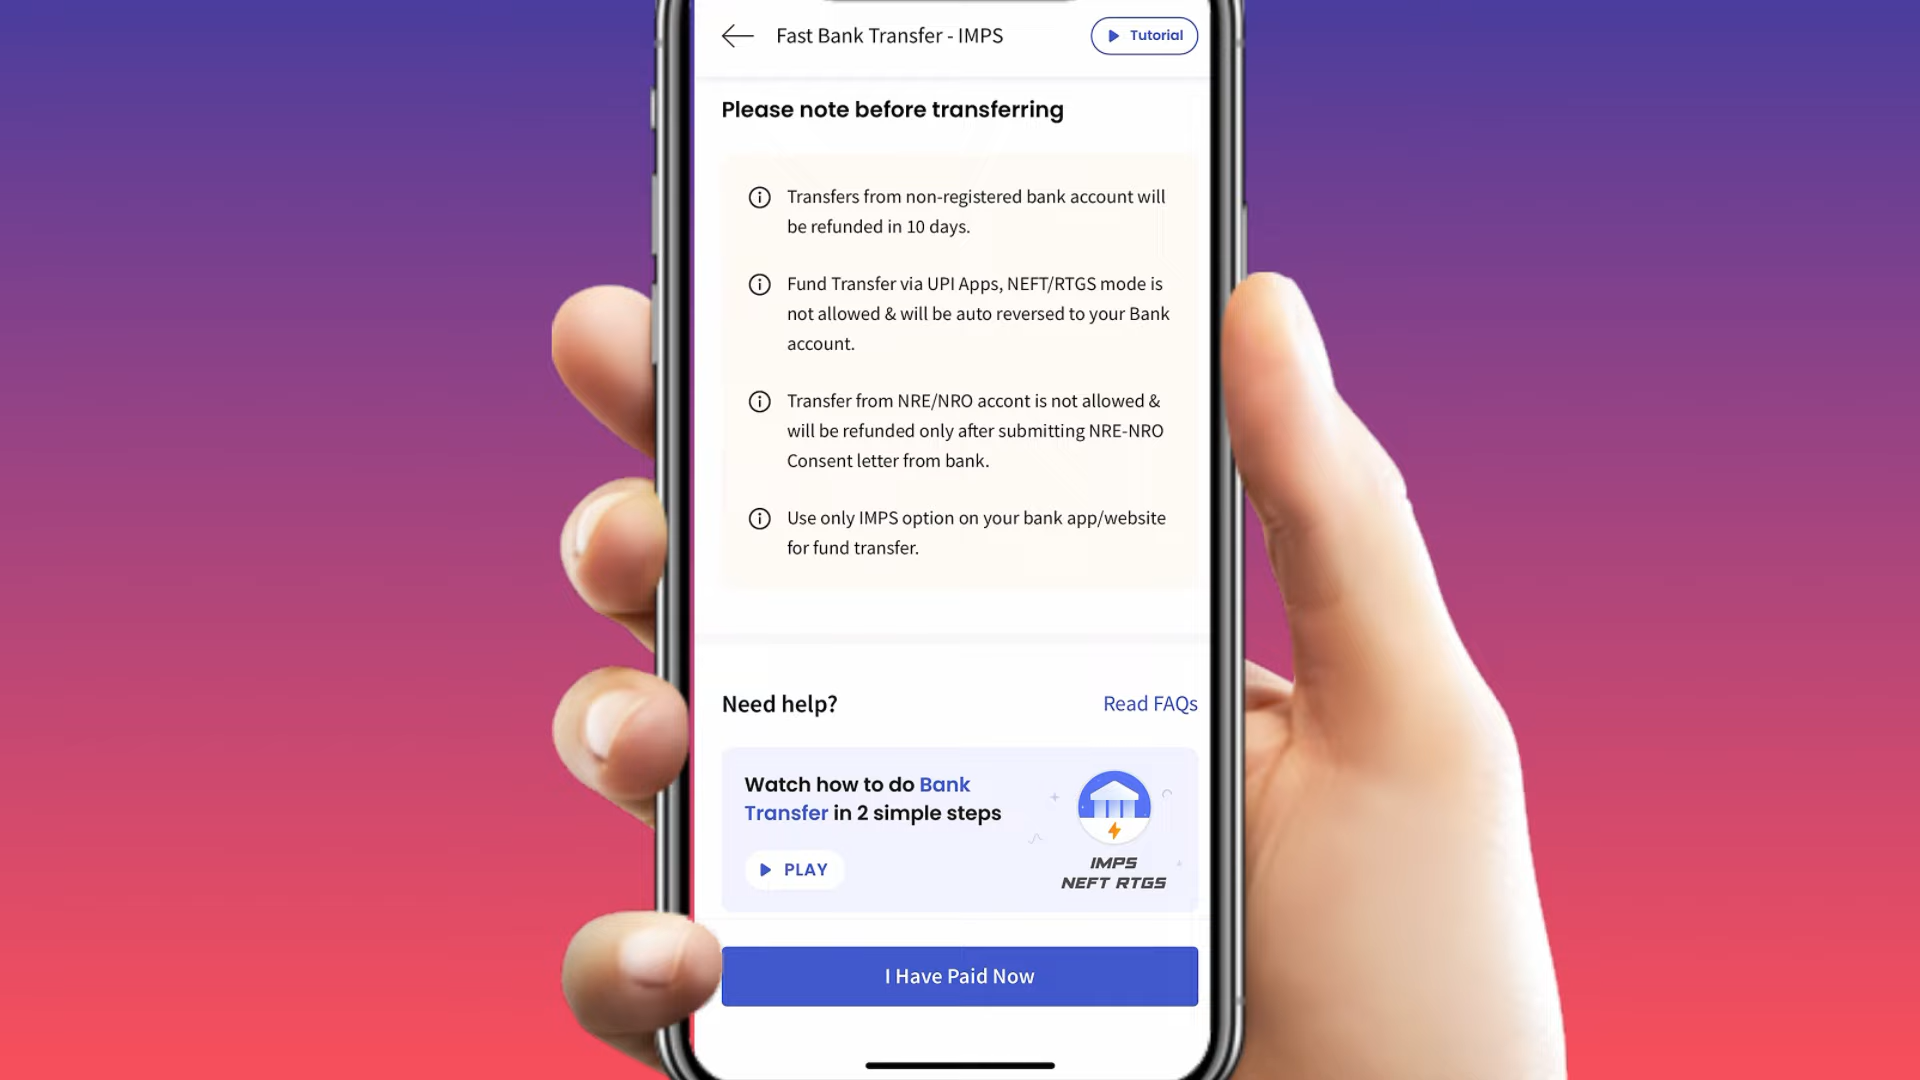 Fast Bank Transfer - IMPS
Tutorial
Please note before transferring
Transfers from non-registered bank account will
be refunded in 10 days.
Fund Transfer via UPI Apps, NEFT/RTGS mode is
not allowed & will be auto reversed to your Bank
account.
Transfer from NRE/NRO accont is not allowed &
will be refunded only after submitting NRE-NRO
Consent letter from bank.
Use only IMPS option on your bank app/website
for fund transfer.
Need help?
Read FAQs
Watch how to do Bank
Transfer in 2 simple steps
PLAY
IMPS
NEFT RTGS
I Have Paid Now